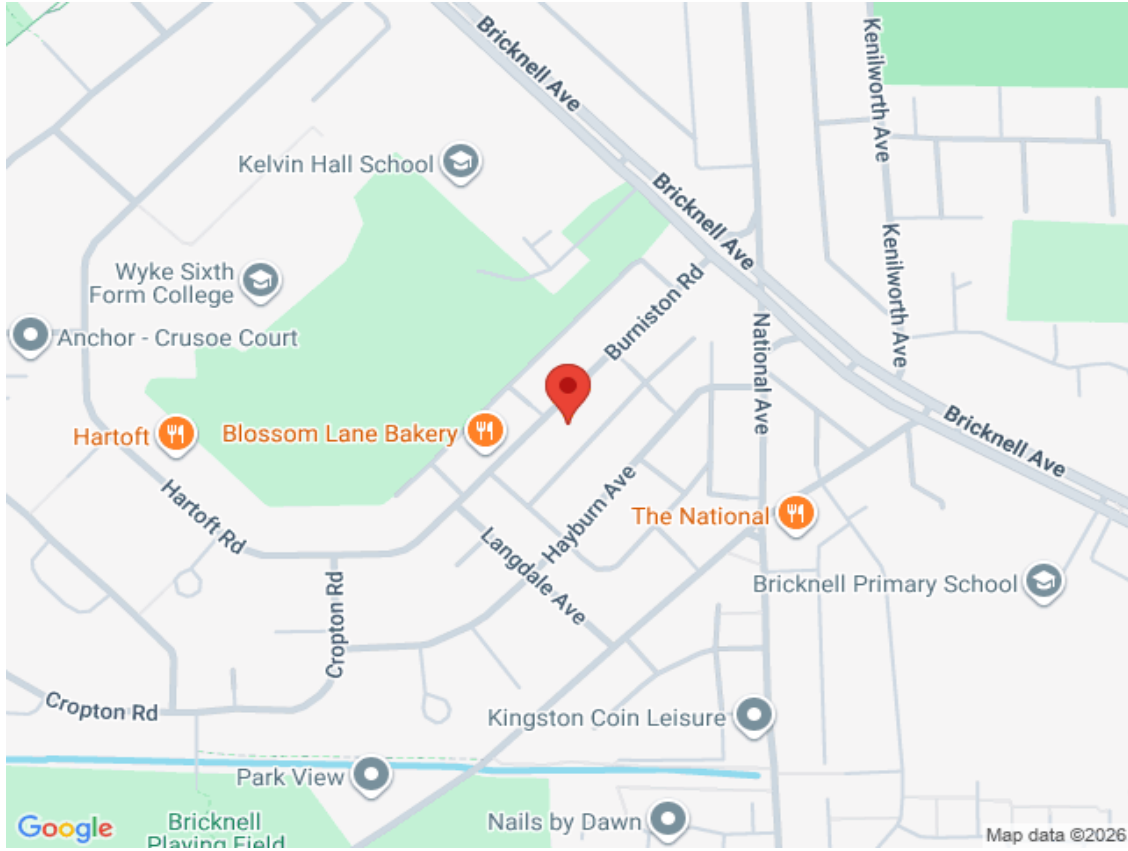 Bricknell Ave
Kenilworth Ave
Kelvin Hall School
Bricknell Ave
Kenilworth Ave
Wyke Sixth
Form College
Burniston Rd
Anchor - Crusoe Court
National Ave
Hartoft
Blossom Lane Bakery
Bricknell Ave
Hartoft Rd
Hayburn Ave
The National
Langdale Ave
Cropton Rd
Bricknell Primary School
Cropton Rd
Kingston Coin Leisure
Park View
Google
Bricknell
Playing Field
Nails by Dawn
Map data ©2026